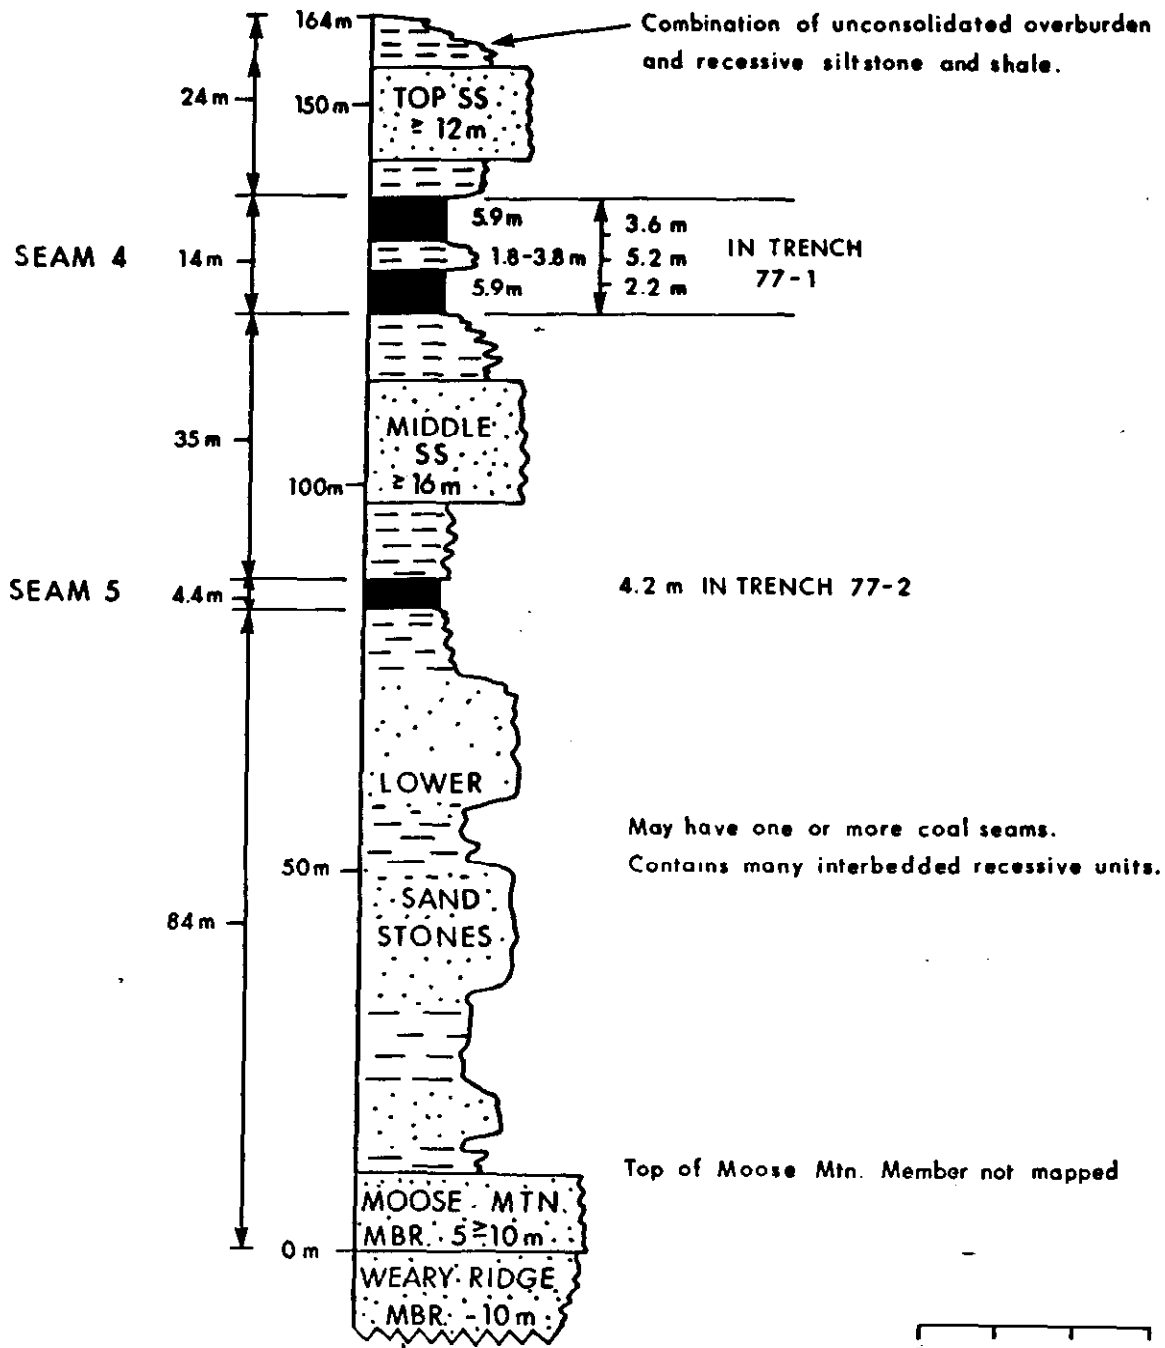 164m
Combination of unconsolidated overburden
and recessive siltstone and shale.
24m
150m
TOP SS
≥ 12m
SEAM 4
14m
5.9m
1.8-3.8m
5.9m
3.6 m
5.2 m
2.2 m
IN TRENCH
77-1
35m
MIDDLE
SS
≥ 16m
100m
SEAM 5
4.4m
4.2 m IN TRENCH 77-2
LOWER
May have one or more coal seams.
Contains many interbedded recessive units.
50m
SAND
STONES
84m
Top of Moose Mtn. Member not mapped
MOOSE MTN.
MBR. 5≥10m
0 m
WEARY RIDGE
MBR. -10m